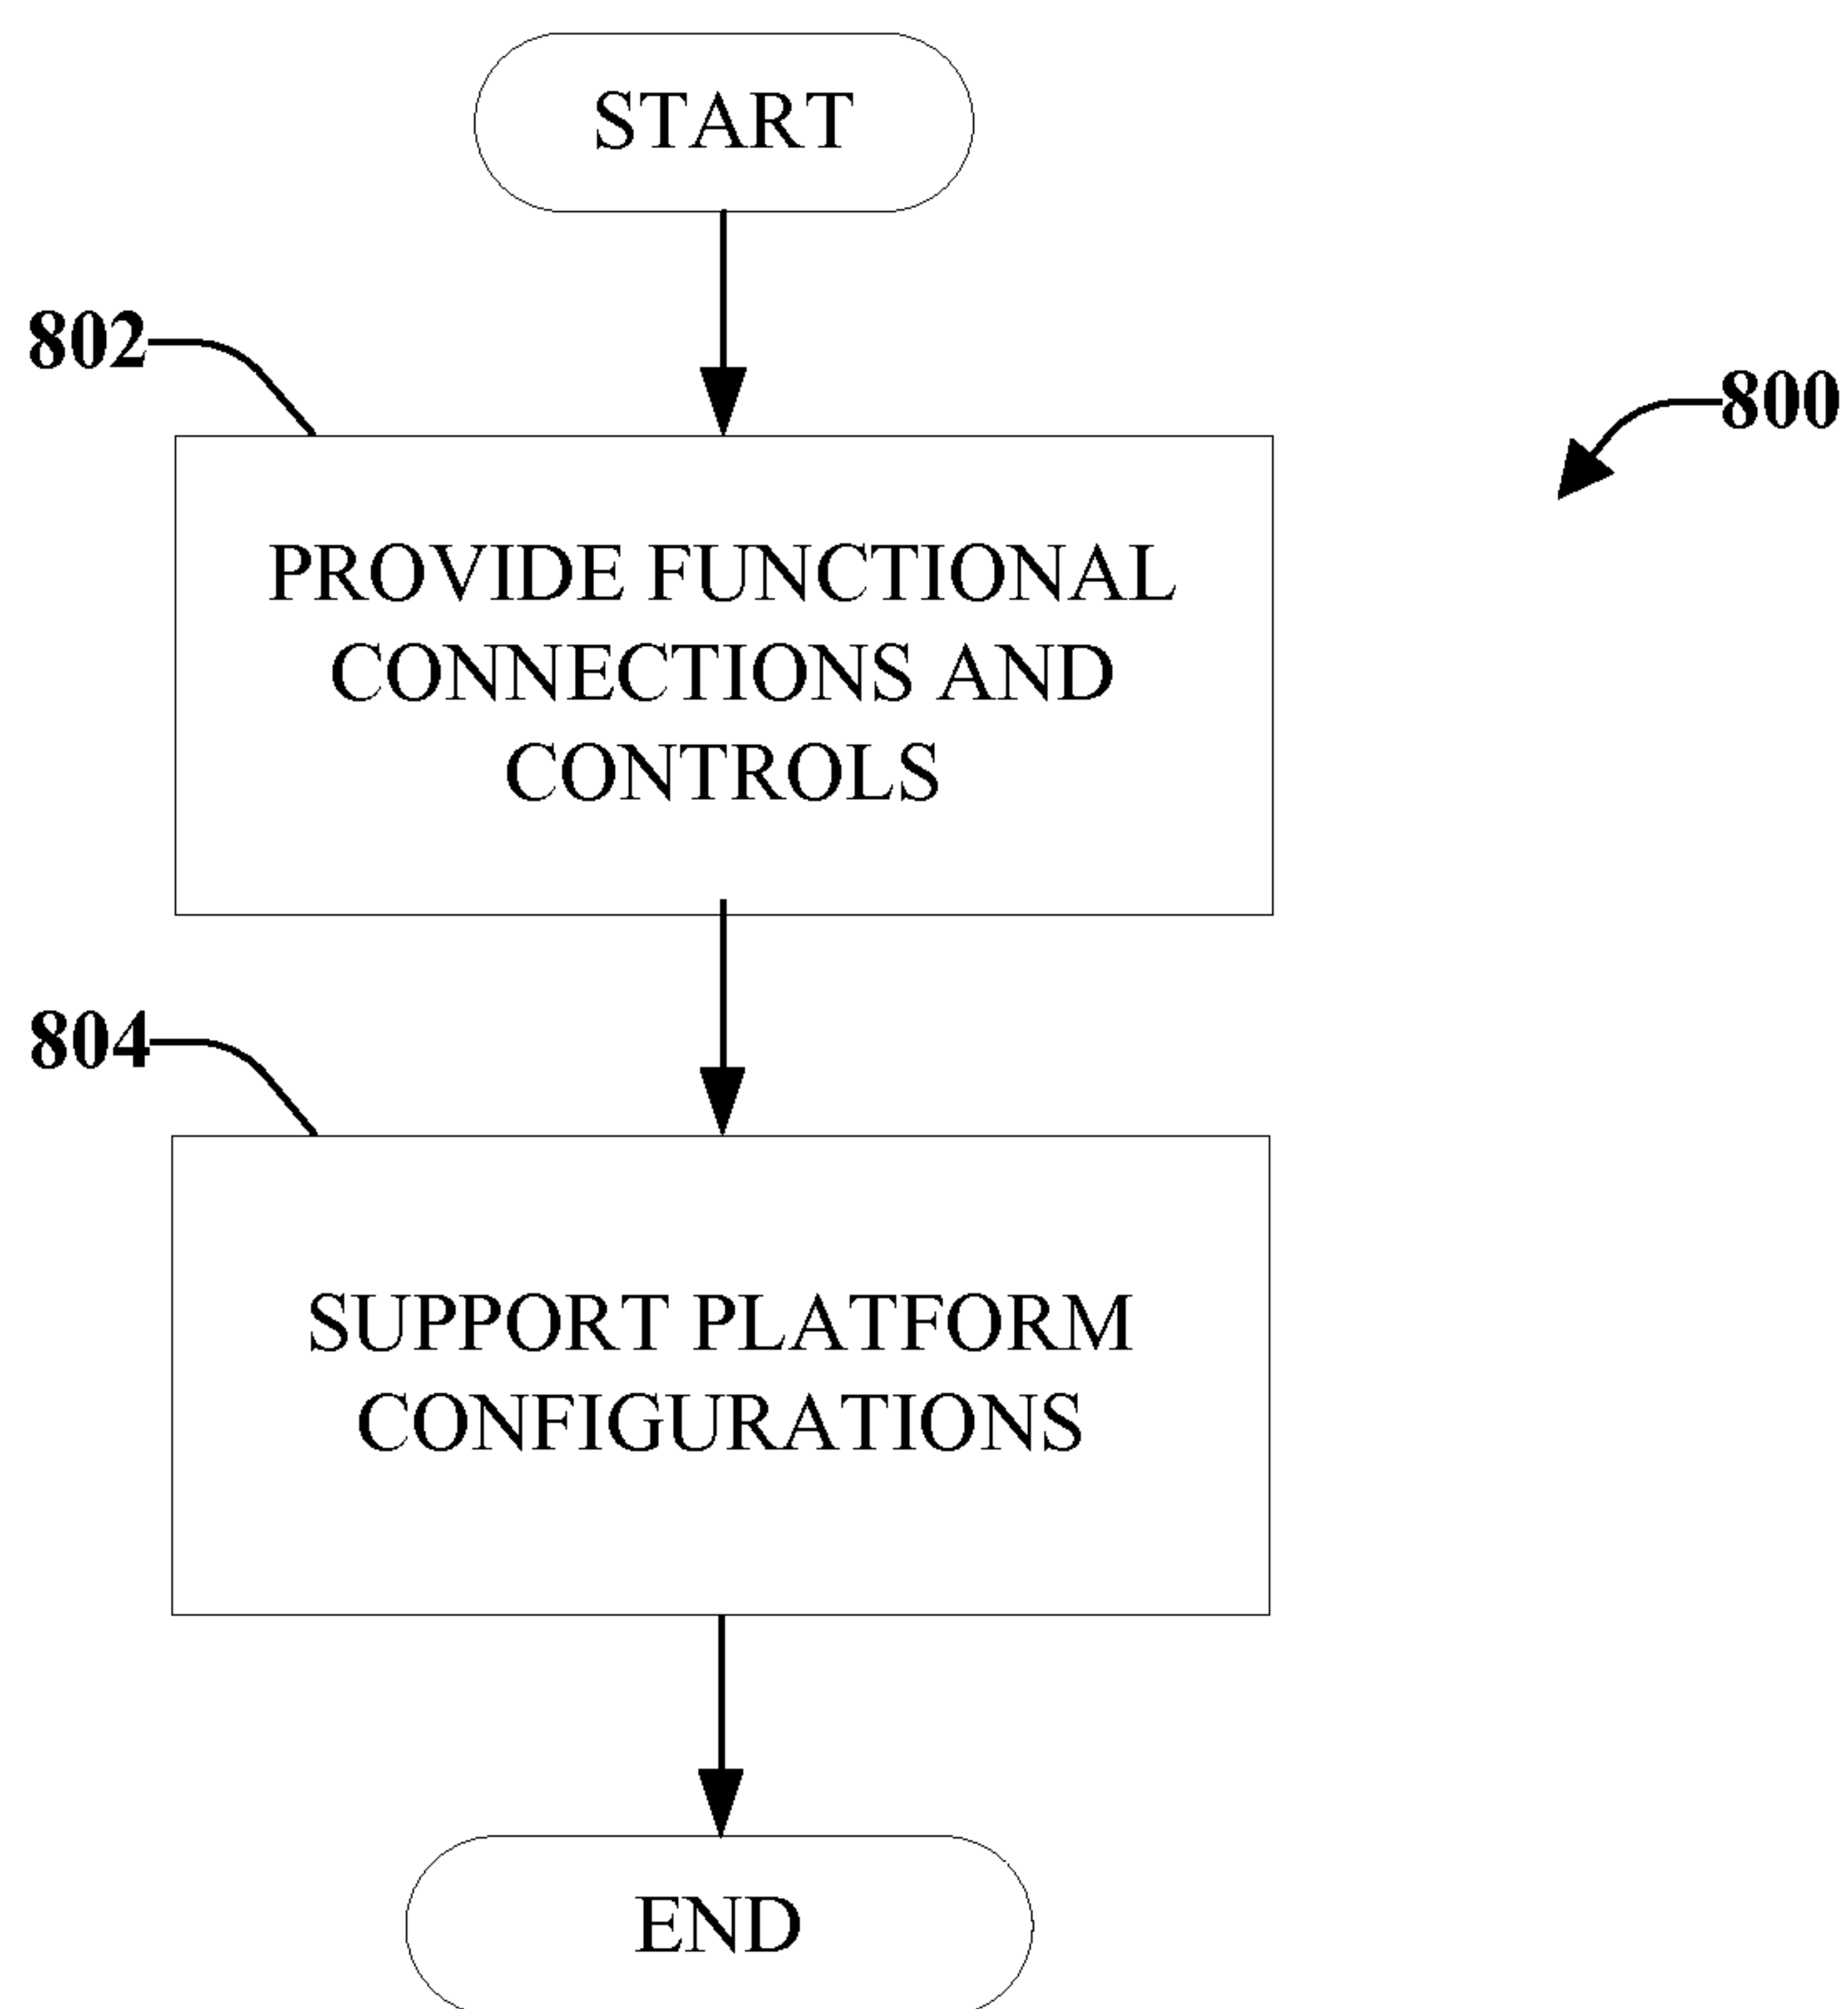 START
802
800
PROVIDE FUNCTIONAL
CONNECTIONS AND
CONTROLS
804
SUPPORT PLATFORM
CONFIGURATIONS
END